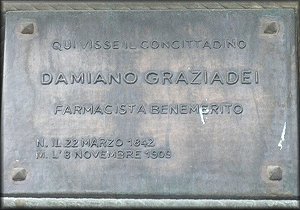 QUI VISSE IL CONCITTADINO
DAMIANO GRAZIADEI
FARMACISTA BENEMERITO
N. IL 22 MARZO 1842
M. L'8 NOVEMBRE 1909